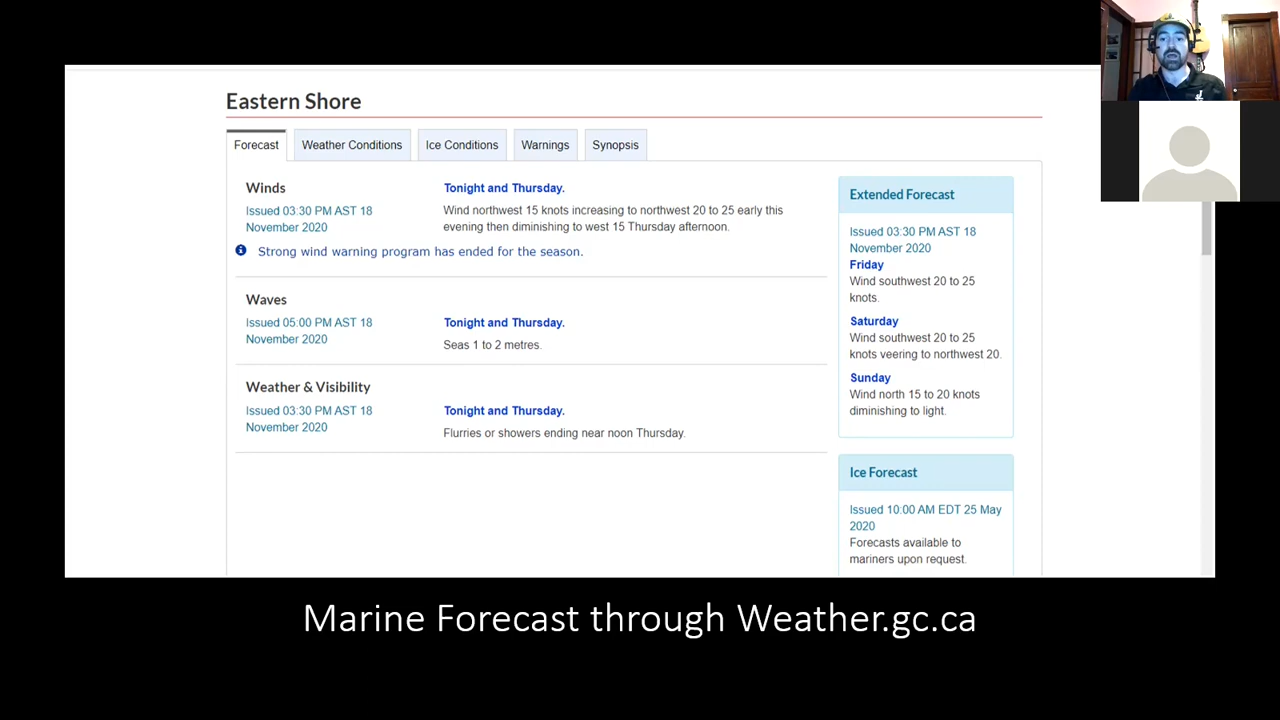 Eastern Shore
Forecast
Weather Conditions
Ice Conditions
Warnings
Synopsis
Winds
Issued 03:30 PM AST 18
November 2020
Tonight and Thursday.
Wind northwest 15 knots increasing to northwest 20 to 25 early this
evening then diminishing to west 15 Thursday afternoon.
Strong wind warning program has ended for the season.
Waves
Issued 05:00 PM AST 18
November 2020
Tonight and Thursday.
Seas 1 to 2 metres.
Weather & Visibility
Issued 03:30 PM AST 18
November 2020
Tonight and Thursday.
Flurries or showers ending near noon Thursday.
Extended Forecast
Issued 03:30 PM AST 18
November 2020
Friday
Wind southwest 20 to 25
knots.
Saturday
Wind southwest 20 to 25
knots veering to northwest 20.
Sunday
Wind north 15 to 20 knots
diminishing to light.
Ice Forecast
Issued 10:00 AM EDT 25 May
2020
Forecasts available to
mariners upon request.
Marine Forecast through Weather.gc.ca